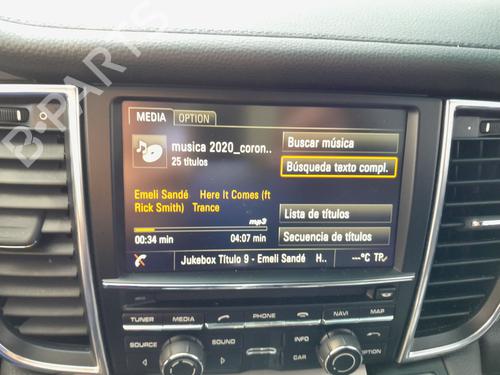 B-PARTS
MEDIA OPTION
musica 2020_coron..
25 títulos
Buscar música
Búsqueda texto compl.
Emeli Sandé Here It Comes (ft
Rick Smith) Trance
mp3
00:34 min 04:07 min
Lista de títulos
Secuencia de títulos
Jukebox Título 9 - Emeli Sandé H.. ---°C TP
TUNER MEDIA CAR PHONE NAVI MAP
SOURCE SOUND INFO OPTION
CAR